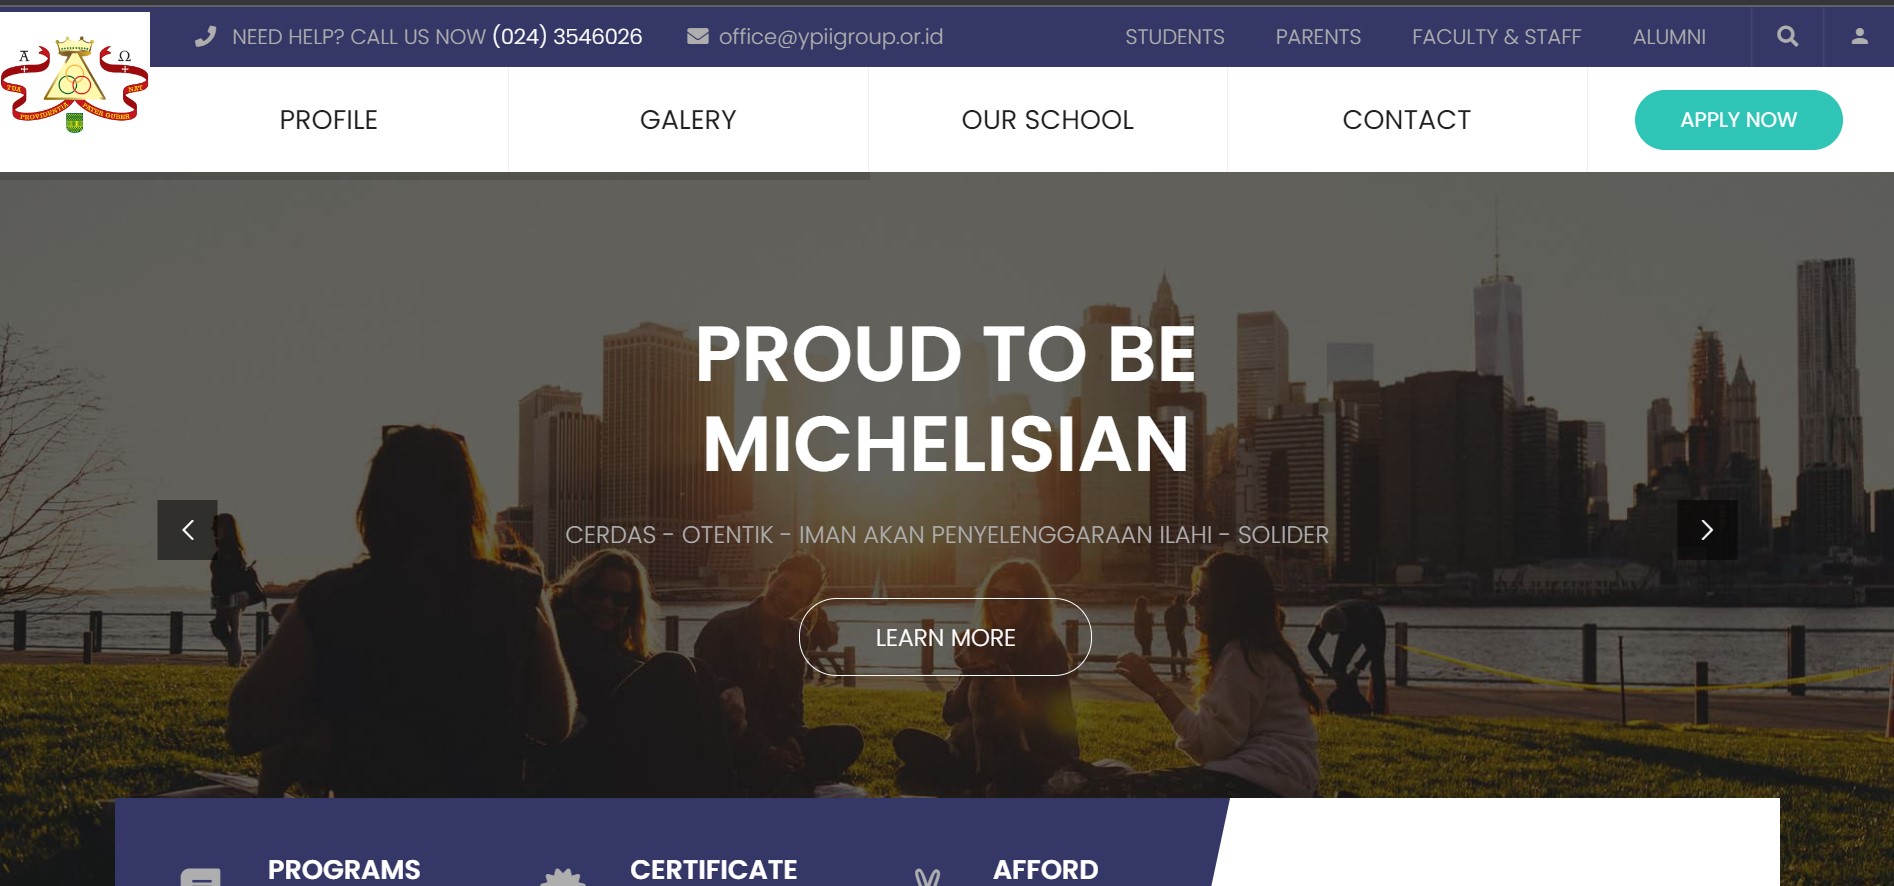 A Ω
TUA NAT
PROVIDENTIA PATER GUBER
NEED HELP? CALL US NOW (024) 3546026
office@ypiigroup.or.id
STUDENTS PARENTS FACULTY & STAFF ALUMNI
PROFILE GALERY OUR SCHOOL CONTACT APPLY NOW
PROUD TO BE
MICHELISIAN
CERDAS - OTENTIK - IMAN AKAN PENYELENGGARAAN ILAHI - SOLIDER
LEARN MORE
PROGRAMS CERTIFICATE AFFORD